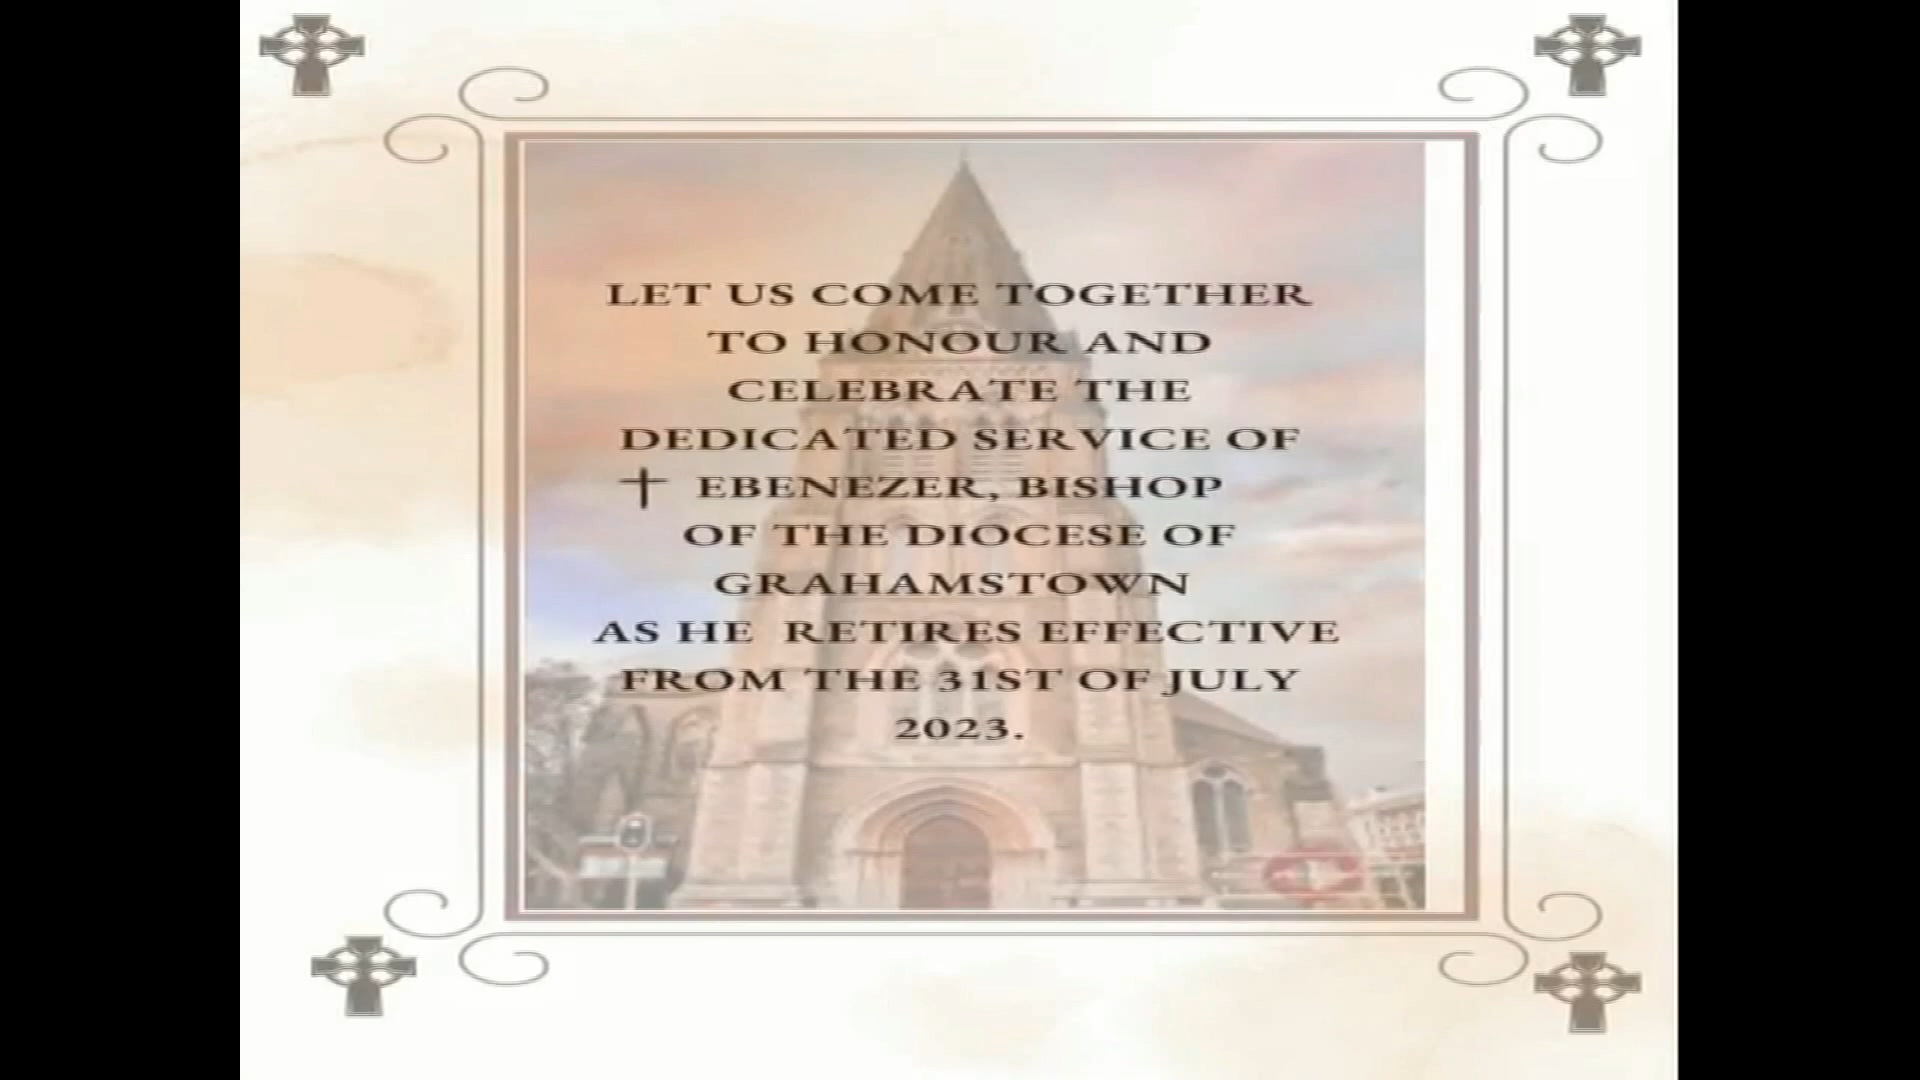 LET US COME TOGETHER
TO HONOUR AND
CELEBRATE THE
DEDICATED SERVICE OF
† EBENEZER, BISHOP
OF THE DIOCESE OF
GRAHAMSTOWN
AS HE RETIRES EFFECTIVE
FROM THE 31ST OF JULY
2023.